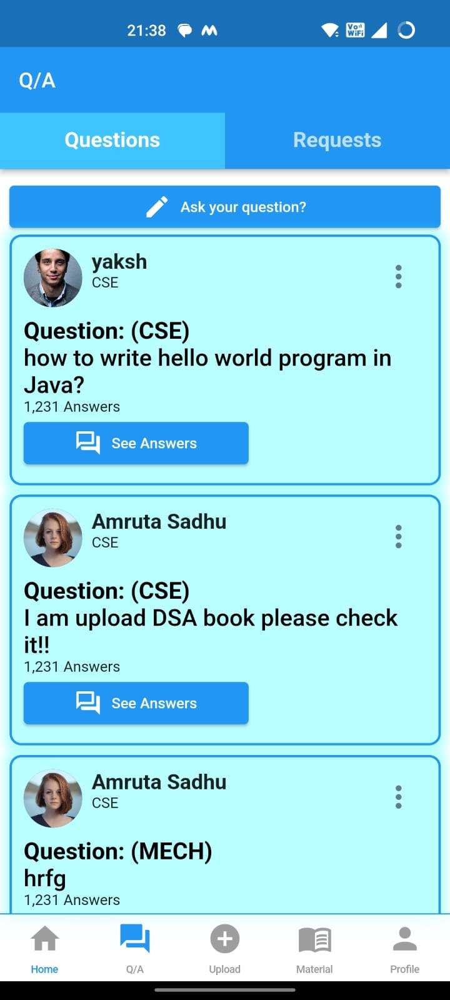 21:38
Vo WiFi
Q/A
Questions Requests
Ask your question?
yaksh
CSE
Question: (CSE)
how to write hello world program in
Java?
1,231 Answers
See Answers
Amruta Sadhu
CSE
Question: (CSE)
I am upload DSA book please check
it!!
1,231 Answers
See Answers
Amruta Sadhu
CSE
Question: (MECH)
hrfg
1,231 Answers
Home Q/A Upload Material Profile